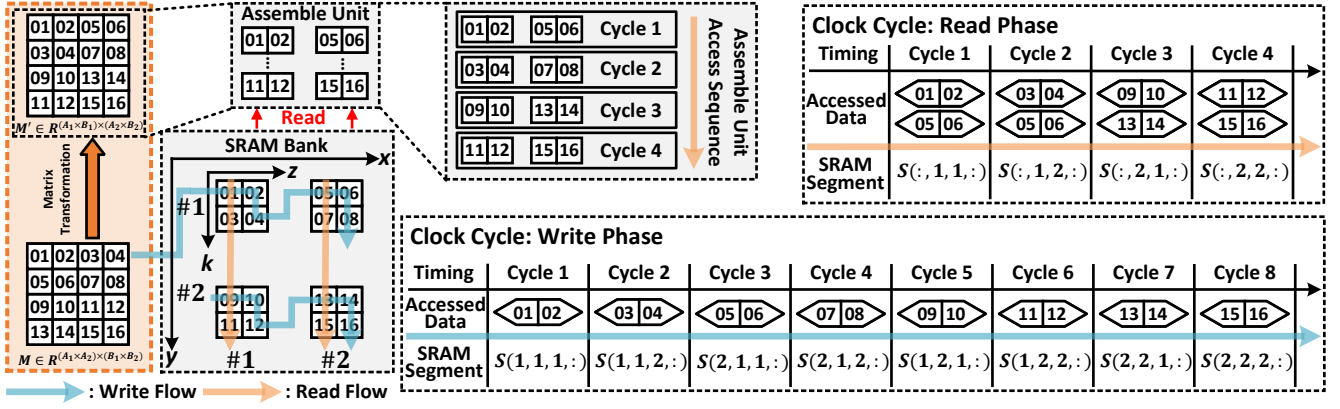 01 02 05 06
03 04 07 08
09 10 13 14
11 12 15 16
M' ∈ R^(A₁×B₁)×(A₂×B₂)
Matrix
Transformation
01 02 03 04
05 06 07 08
09 10 11 12
13 14 15 16
M ∈ R^(A₁×A₂)×(B₁×B₂)
: Write Flow
: Read Flow
Assemble Unit
01 02 05 06
11 12 15 16
Read
SRAM Bank
x
z
#1
01 02 05 06
03 04 07 08
k
#2
09 10 13 14
11 12 15 16
y
#1 #2
01 02 05 06 Cycle 1
03 04 07 08 Cycle 2
09 10 13 14 Cycle 3
11 12 15 16 Cycle 4
Assemble Unit
Access Sequence
Clock Cycle: Read Phase
Timing Cycle 1 Cycle 2 Cycle 3 Cycle 4
Accessed
Data
01 02 03 04 09 10 11 12
05 06 05 06 13 14 15 16
SRAM
Segment
S(:,1,1,:) S(:,1,2,:) S(:,2,1,:) S(:,2,2,:)
Clock Cycle: Write Phase
Timing Cycle 1 Cycle 2 Cycle 3 Cycle 4 Cycle 5 Cycle 6 Cycle 7 Cycle 8
Accessed
Data
01 02 03 04 05 06 07 08 09 10 11 12 13 14 15 16
SRAM
Segment
S(1,1,1,:) S(1,1,2,:) S(2,1,1,:) S(2,1,2,:) S(1,2,1,:) S(1,2,2,:) S(2,2,1,:) S(2,2,2,:)